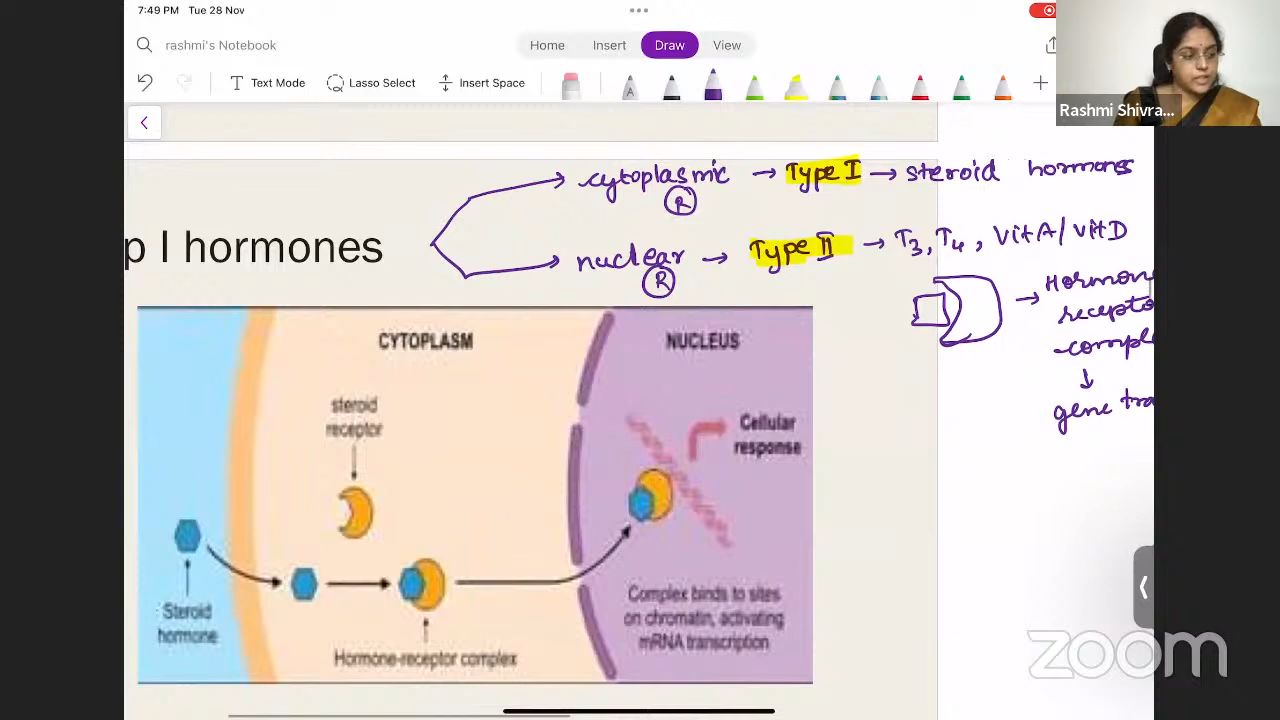 7:49 PM Tue 28 Nov
rashmi's Notebook
Home Insert Draw View
Text Mode Lasso Select Insert Space
A
Rashmi Shivra...
cytoplasmic → Type I → steroid hormones
R
p I hormones
nuclear → Type II → T3, T4, Vit A/ Vit D
R
→ Hormone
recepto
-comple
↓
gene tra
CYTOPLASM
NUCLEUS
steroid
receptor
Cellular
response
Steroid
hormone
Hormone-receptor complex
Complex binds to sites
on chromatin, activating
mRNA transcription
zoom